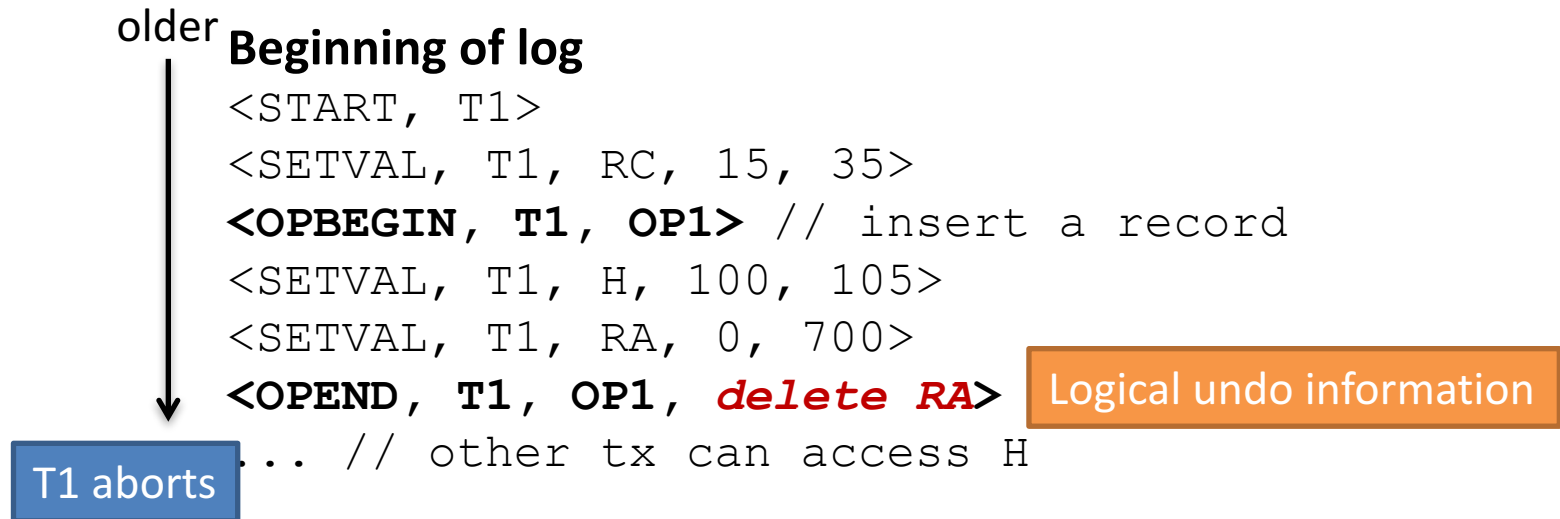 older
Beginning of log
<START, T1>
<SETVAL, T1, RC, 15, 35>
<OPBEGIN, T1, OP1> // insert a record
<SETVAL, T1, H, 100, 105>
<SETVAL, T1, RA, 0, 700>
<OPEND, T1, OP1, delete RA>
Logical undo information
... // other tx can access H
T1 aborts